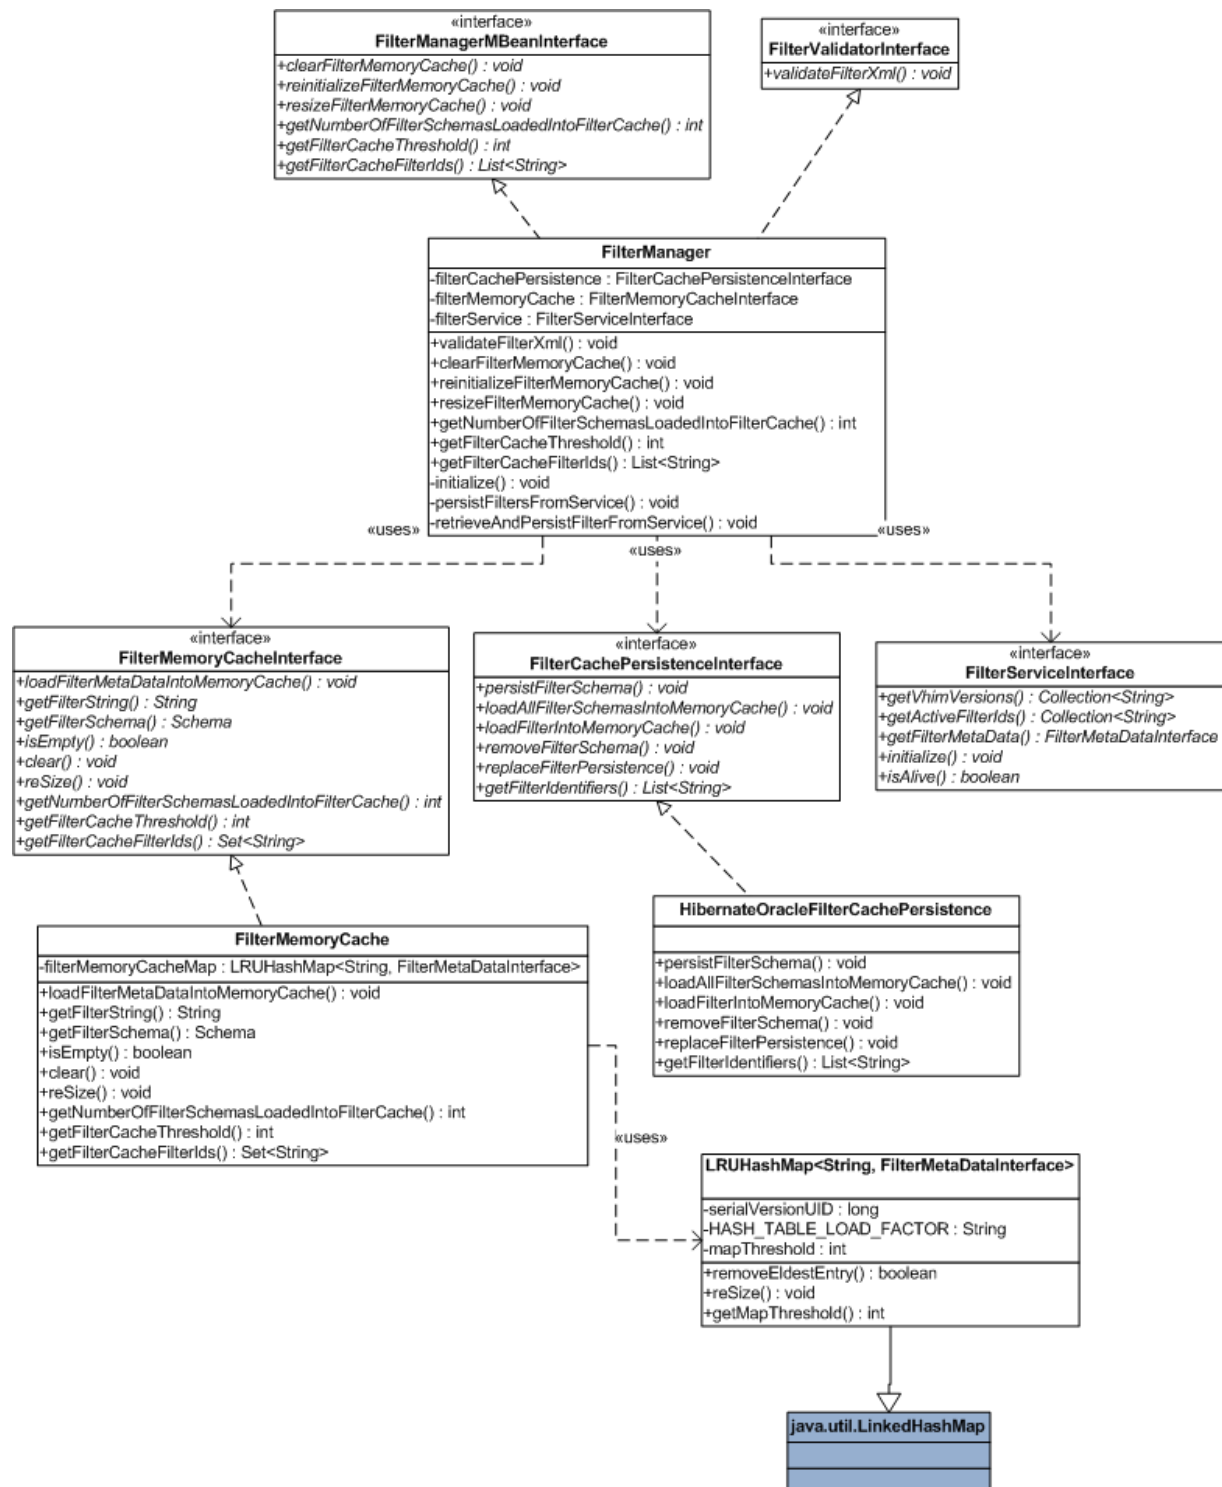 «interface»
FilterManagerMBeanInterface
+clearFilterMemoryCache() : void
+reinitializeFilterMemoryCache() : void
+resizeFilterMemoryCache() : void
+getNumberOfFilterSchemasLoadedIntoFilterCache() : int
+getFilterCacheThreshold() : int
+getFilterCacheFilterIds() : List<String>
«interface»
FilterValidatorInterface
+validateFilterXml() : void
FilterManager
-filterCachePersistence : FilterCachePersistenceInterface
-filterMemoryCache : FilterMemoryCacheInterface
-filterService : FilterServiceInterface
+validateFilterXml() : void
+clearFilterMemoryCache() : void
+reinitializeFilterMemoryCache() : void
+resizeFilterMemoryCache() : void
+getNumberOfFilterSchemasLoadedIntoFilterCache() : int
+getFilterCacheThreshold() : int
+getFilterCacheFilterIds() : List<String>
-initialize() : void
-persistFiltersFromService() : void
-retrieveAndPersistFilterFromService() : void
«uses»
«uses»
«uses»
«interface»
FilterMemoryCacheInterface
+loadFilterMetaDataIntoMemoryCache() : void
+getFilterString() : String
+getFilterSchema() : Schema
+isEmpty() : boolean
+clear() : void
+reSize() : void
+getNumberOfFilterSchemasLoadedIntoFilterCache() : int
+getFilterCacheThreshold() : int
+getFilterCacheFilterIds() : Set<String>
«interface»
FilterCachePersistenceInterface
+persistFilterSchema() : void
+loadAllFilterSchemasIntoMemoryCache() : void
+loadFilterIntoMemoryCache() : void
+removeFilterSchema() : void
+replaceFilterPersistence() : void
+getFilterIdentifiers() : List<String>
«interface»
FilterServiceInterface
+getVhimVersions() : Collection<String>
+getActiveFilterIds() : Collection<String>
+getFilterMetaData() : FilterMetaDataInterface
+initialize() : void
+isAlive() : boolean
FilterMemoryCache
-filterMemoryCacheMap : LRUHashMap<String, FilterMetaDataInterface>
+loadFilterMetaDataIntoMemoryCache() : void
+getFilterString() : String
+getFilterSchema() : Schema
+isEmpty() : boolean
+clear() : void
+reSize() : void
+getNumberOfFilterSchemasLoadedIntoFilterCache() : int
+getFilterCacheThreshold() : int
+getFilterCacheFilterIds() : Set<String>
HibernateOracleFilterCachePersistence
+persistFilterSchema() : void
+loadAllFilterSchemasIntoMemoryCache() : void
+loadFilterIntoMemoryCache() : void
+removeFilterSchema() : void
+replaceFilterPersistence() : void
+getFilterIdentifiers() : List<String>
«uses»
LRUHashMap<String, FilterMetaDataInterface>
-serialVersionUID : long
-HASH_TABLE_LOAD_FACTOR : String
-mapThreshold : int
+removeEldestEntry() : boolean
+reSize() : void
+getMapThreshold() : int
java.util.LinkedHashMap